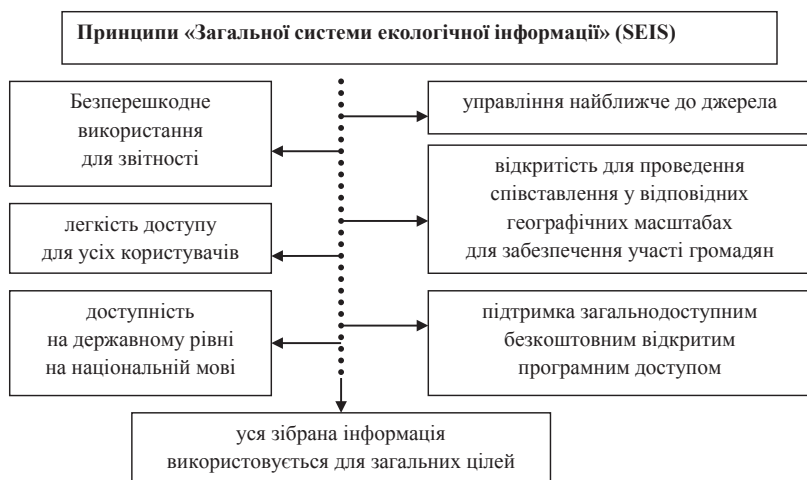 Принципи «Загальної системи екологічної інформації» (SEIS)
Безперешкодне
використання
для звітності
управління найближче до джерела
відкритість для проведення
співставлення у відповідних
географічних масштабах
для забезпечення участі громадян
легкість доступу
для усіх користувачів
доступність
на державному рівні
на національній мові
підтримка загальнодоступним
безкоштовним відкритим
програмним доступом
уся зібрана інформація
використовується для загальних цілей